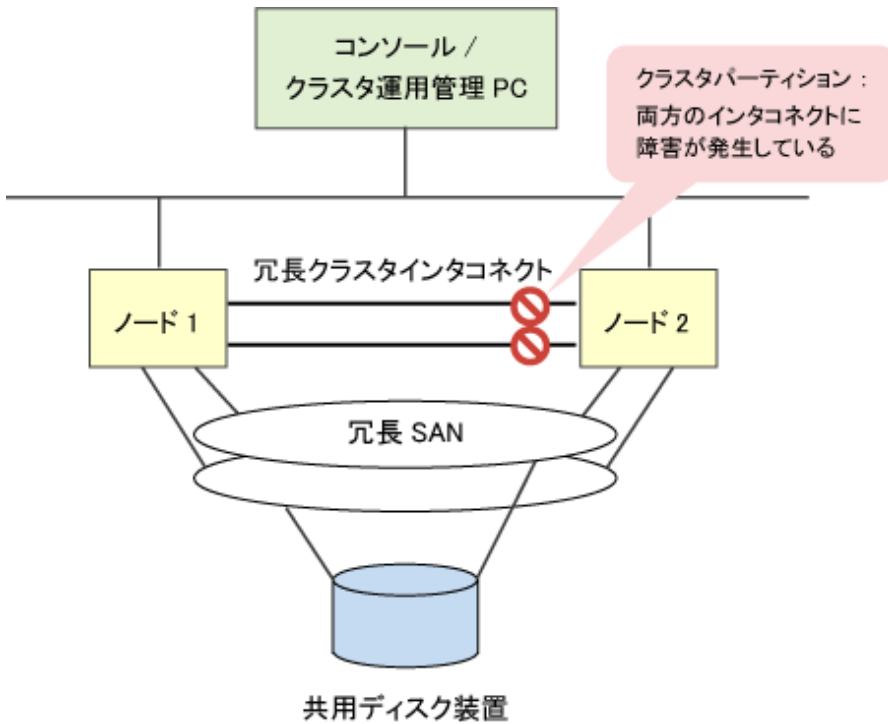 コンソール /
クラスタ運用管理 PC
クラスタパーティション :
両方のインタコネクトに
障害が発生している
冗長クラスタインタコネクト
ノード 1
ノード 2
冗長 SAN
共用ディスク装置